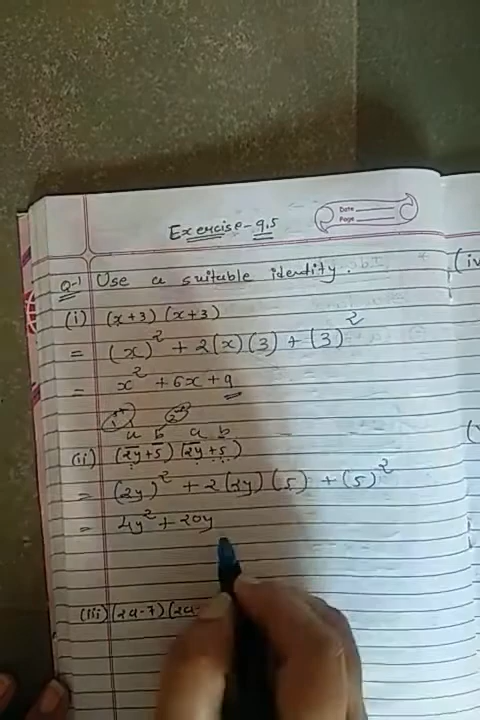 Exercise-9.5
Date
Page
Q-1 Use a suitable identity.
(i) (x+3) (x+3)
= (x)² + 2(x)(3) + (3)²
= x² + 6x + 9
a b a b
(ii) (2y+5) (2y+5)
= (2y)² + 2(2y)(5) + (5)²
= 4y² + 20y
(iii) (2a-7) (2a-
(iv